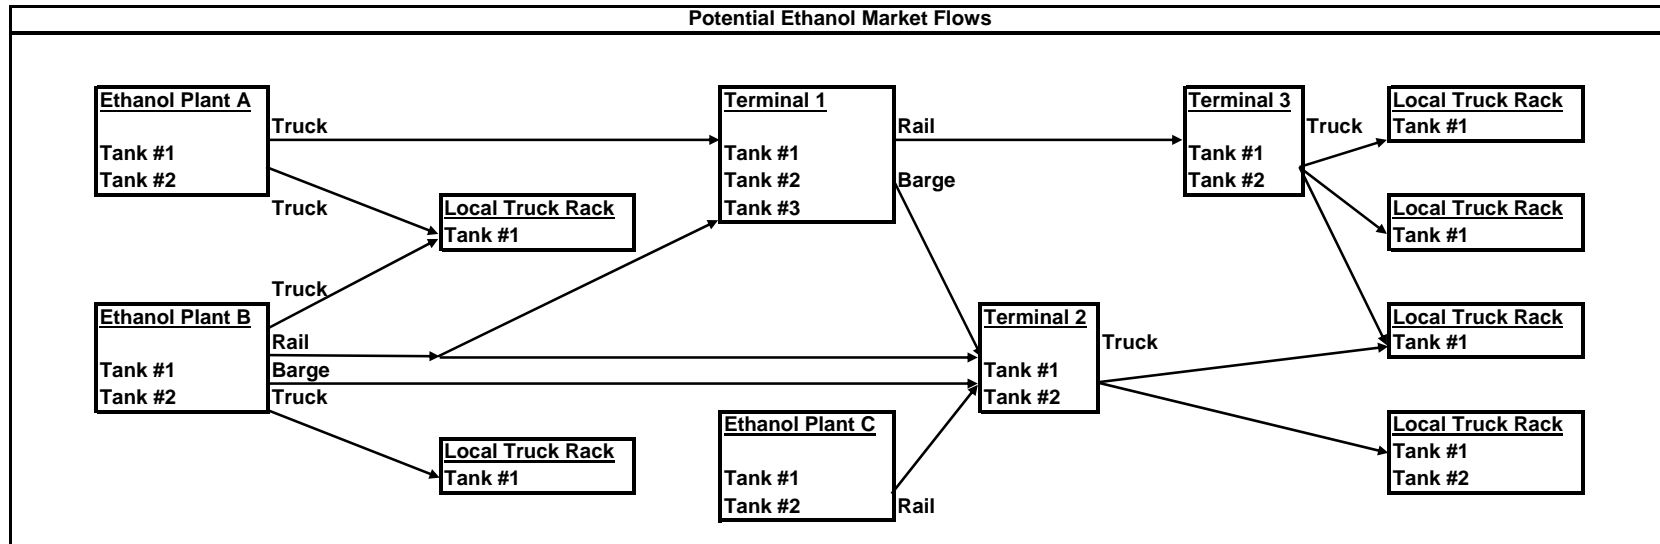 Potential Ethanol Market Flows
Ethanol Plant A
Tank #1
Tank #2
Truck
Truck
Local Truck Rack
Tank #1
Terminal 1
Tank #1
Tank #2
Tank #3
Rail
Barge
Terminal 3
Tank #1
Tank #2
Truck
Local Truck Rack
Tank #1
Local Truck Rack
Tank #1
Truck
Ethanol Plant B
Tank #1
Tank #2
Rail
Barge
Truck
Local Truck Rack
Tank #1
Terminal 2
Tank #1
Tank #2
Truck
Local Truck Rack
Tank #1
Ethanol Plant C
Tank #1
Tank #2
Rail
Local Truck Rack
Tank #1
Tank #2